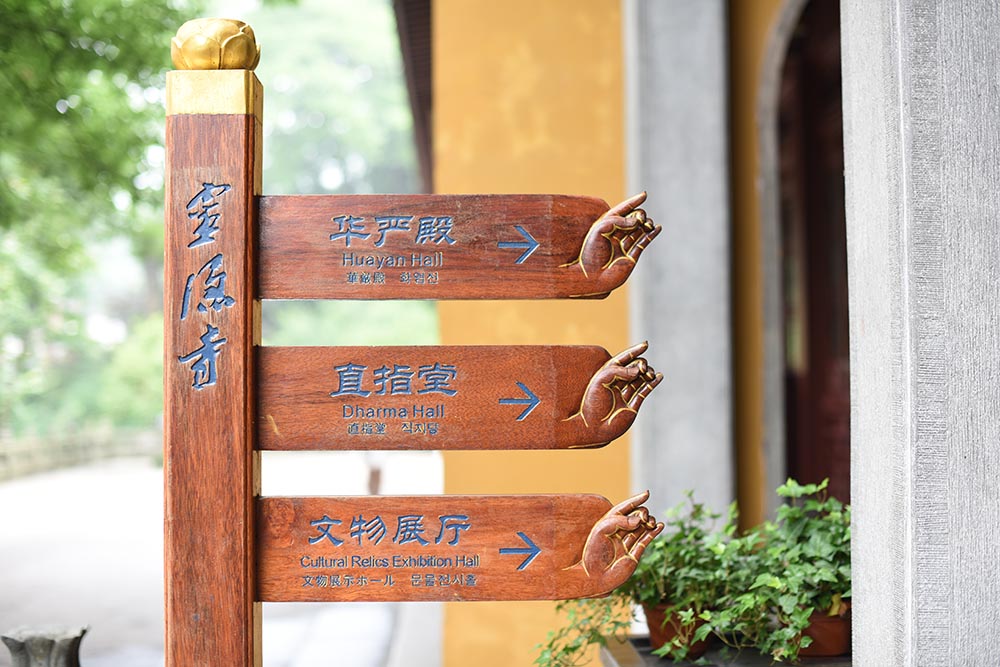 靈隱寺
华严殿
Huayan Hall
華厳殿 화엄전
直指堂
Dharma Hall
直指堂 직지당
文物展厅
Cultural Relics Exhibition Hall
文物展示ホール 문물전시홀